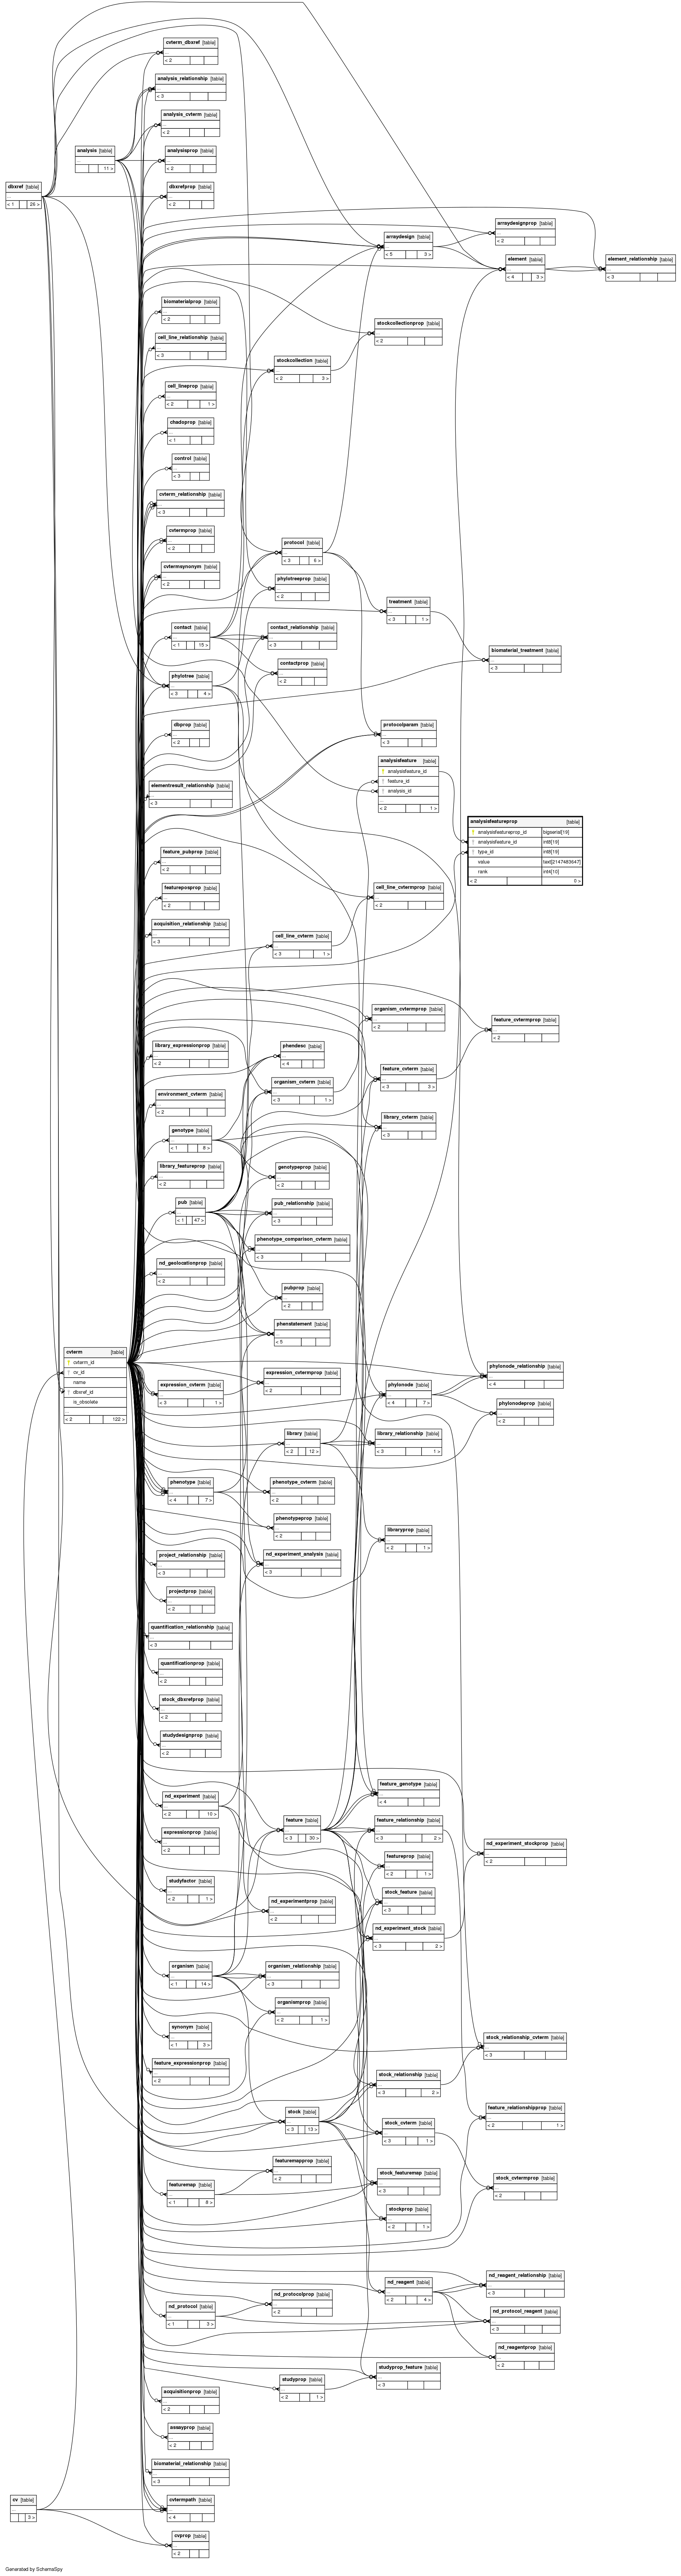 cvterm_dbxref [table]
...
< 2
analysis_relationship [table]
...
< 3
analysis_cvterm [table]
...
< 2
analysis [table]
...
11 >
analysisprop [table]
...
< 2
dbxref [table]
...
< 1 26 >
dbxrefprop [table]
...
< 2
arraydesignprop [table]
...
< 2
arraydesign [table]
...
< 5 3 >
element [table]
...
< 4 3 >
element_relationship [table]
...
< 3
biomaterialprop [table]
...
< 2
stockcollectionprop [table]
...
< 2
cell_line_relationship [table]
...
< 3
stockcollection [table]
...
< 2 3 >
cell_lineprop [table]
...
< 2 1 >
chadoprop [table]
...
< 1
control [table]
...
< 3
cvterm_relationship [table]
...
< 3
cvtermprop [table]
...
< 2
protocol [table]
...
< 3 6 >
cvtermsynonym [table]
...
< 2
phylotreeprop [table]
...
< 2
treatment [table]
...
< 3 1 >
contact [table]
...
< 1 15 >
contact_relationship [table]
...
< 3
biomaterial_treatment [table]
...
< 3
contactprop [table]
...
< 2
phylotree [table]
...
< 3 4 >
dbprop [table]
...
< 2
protocolparam [table]
...
< 3
analysisfeature [table]
analysisfeature_id
feature_id
analysis_id
...
< 2 1 >
elementresult_relationship [table]
...
< 3
analysisfeatureprop [table]
analysisfeatureprop_id bigserial[19]
analysisfeature_id int8[19]
type_id int8[19]
value text[2147483647]
rank int4[10]
< 2 0 >
feature_pubprop [table]
...
< 2
featureposprop [table]
...
< 2
cell_line_cvtermprop [table]
...
< 2
acquisition_relationship [table]
...
< 3
cell_line_cvterm [table]
...
< 3 1 >
organism_cvtermprop [table]
...
< 2
feature_cvtermprop [table]
...
< 2
library_expressionprop [table]
...
< 2
phendesc [table]
...
< 4
feature_cvterm [table]
...
< 3 3 >
organism_cvterm [table]
...
< 3 1 >
environment_cvterm [table]
...
< 2
library_cvterm [table]
...
< 3
genotype [table]
...
< 1 8 >
library_featureprop [table]
...
< 2
genotypeprop [table]
...
< 2
pub [table]
...
< 1 47 >
pub_relationship [table]
...
< 3
phenotype_comparison_cvterm [table]
...
< 3
nd_geolocationprop [table]
...
< 2
pubprop [table]
...
< 2
phenstatement [table]
...
< 5
cvterm [table]
cvterm_id
cv_id
name
dbxref_id
is_obsolete
...
< 2 122 >
expression_cvterm [table]
...
< 3 1 >
expression_cvtermprop [table]
...
< 2
phylonode [table]
...
< 4 7 >
phylonode_relationship [table]
...
< 4
phylonodeprop [table]
...
< 2
library [table]
...
< 2 12 >
library_relationship [table]
...
< 3 1 >
phenotype [table]
...
< 4 7 >
phenotype_cvterm [table]
...
< 2
phenotypeprop [table]
...
< 2
libraryprop [table]
...
< 2 1 >
project_relationship [table]
...
< 3
nd_experiment_analysis [table]
...
< 3
projectprop [table]
...
< 2
quantification_relationship [table]
...
< 3
quantificationprop [table]
...
< 2
stock_dbxrefprop [table]
...
< 2
studydesignprop [table]
...
< 2
nd_experiment [table]
...
< 2 10 >
feature_genotype [table]
...
< 4
expressionprop [table]
...
< 2
feature [table]
...
< 3 30 >
feature_relationship [table]
...
< 3 2 >
nd_experiment_stockprop [table]
...
< 2
featureprop [table]
...
< 2 1 >
studyfactor [table]
...
< 2 1 >
stock_feature [table]
...
< 3
nd_experimentprop [table]
...
< 2
nd_experiment_stock [table]
...
< 3 2 >
organism [table]
...
< 1 14 >
organism_relationship [table]
...
< 3
organismprop [table]
...
< 2 1 >
synonym [table]
...
< 1 3 >
stock_relationship_cvterm [table]
...
< 3
feature_expressionprop [table]
...
< 2
stock_relationship [table]
...
< 3 2 >
stock [table]
...
< 3 13 >
feature_relationshipprop [table]
...
< 2 1 >
stock_cvterm [table]
...
< 3 1 >
featuremapprop [table]
...
< 2
stock_featuremap [table]
...
< 3
stock_cvtermprop [table]
...
< 2
featuremap [table]
...
< 1 8 >
stockprop [table]
...
< 2 1 >
nd_reagent [table]
...
< 2 4 >
nd_reagent_relationship [table]
...
< 3
nd_protocolprop [table]
...
< 2
nd_protocol [table]
...
< 1 3 >
nd_protocol_reagent [table]
...
< 3
nd_reagentprop [table]
...
< 2
studyprop_feature [table]
...
< 3
studyprop [table]
...
< 2 1 >
acquisitionprop [table]
...
< 2
assayprop [table]
...
< 2
biomaterial_relationship [table]
...
< 3
cv [table]
...
3 >
cvtermpath [table]
...
< 4
cvprop [table]
...
< 2
Generated by SchemaSpy